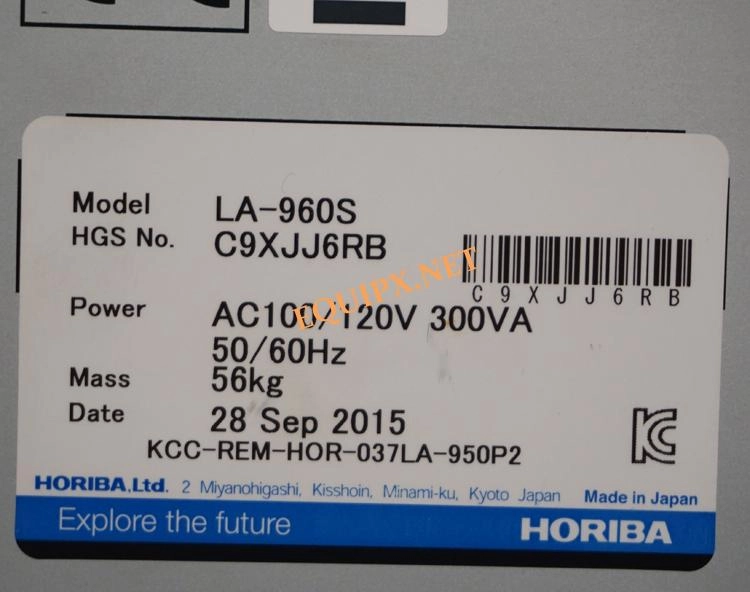 Model LA-960S
HGS No. C9XJJ6RB
C9XJJ6RB
EQUIPX.NET
Power AC100/120V 300VA
50/60Hz
Mass 56kg
Date 28 Sep 2015
KCC-REM-HOR-037LA-950P2
HORIBA,Ltd. 2 Miyanohigashi, Kisshoin, Minami-ku, Kyoto Japan Made in Japan
Explore the future HORIBA